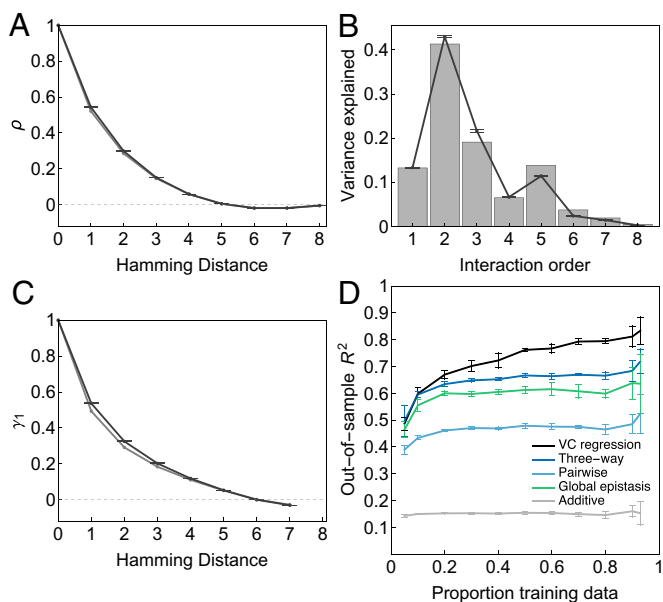 A
1
0.8
0.6
0.4
0.2
0
ρ
0 1 2 3 4 5 6 7 8
Hamming Distance
B
0.4
0.3
0.2
0.1
0
Variance explained
1 2 3 4 5 6 7 8
Interaction order
C
1
0.8
0.6
0.4
0.2
0
γ1
0 1 2 3 4 5 6 7 8
Hamming Distance
D
1
0.9
0.8
0.7
0.6
0.5
0.4
0.3
0.2
0.1
Out−of−sample R²
VC regression
Three−way
Pairwise
Global epistasis
Additive
0 0.2 0.4 0.6 0.8 1
Proportion training data